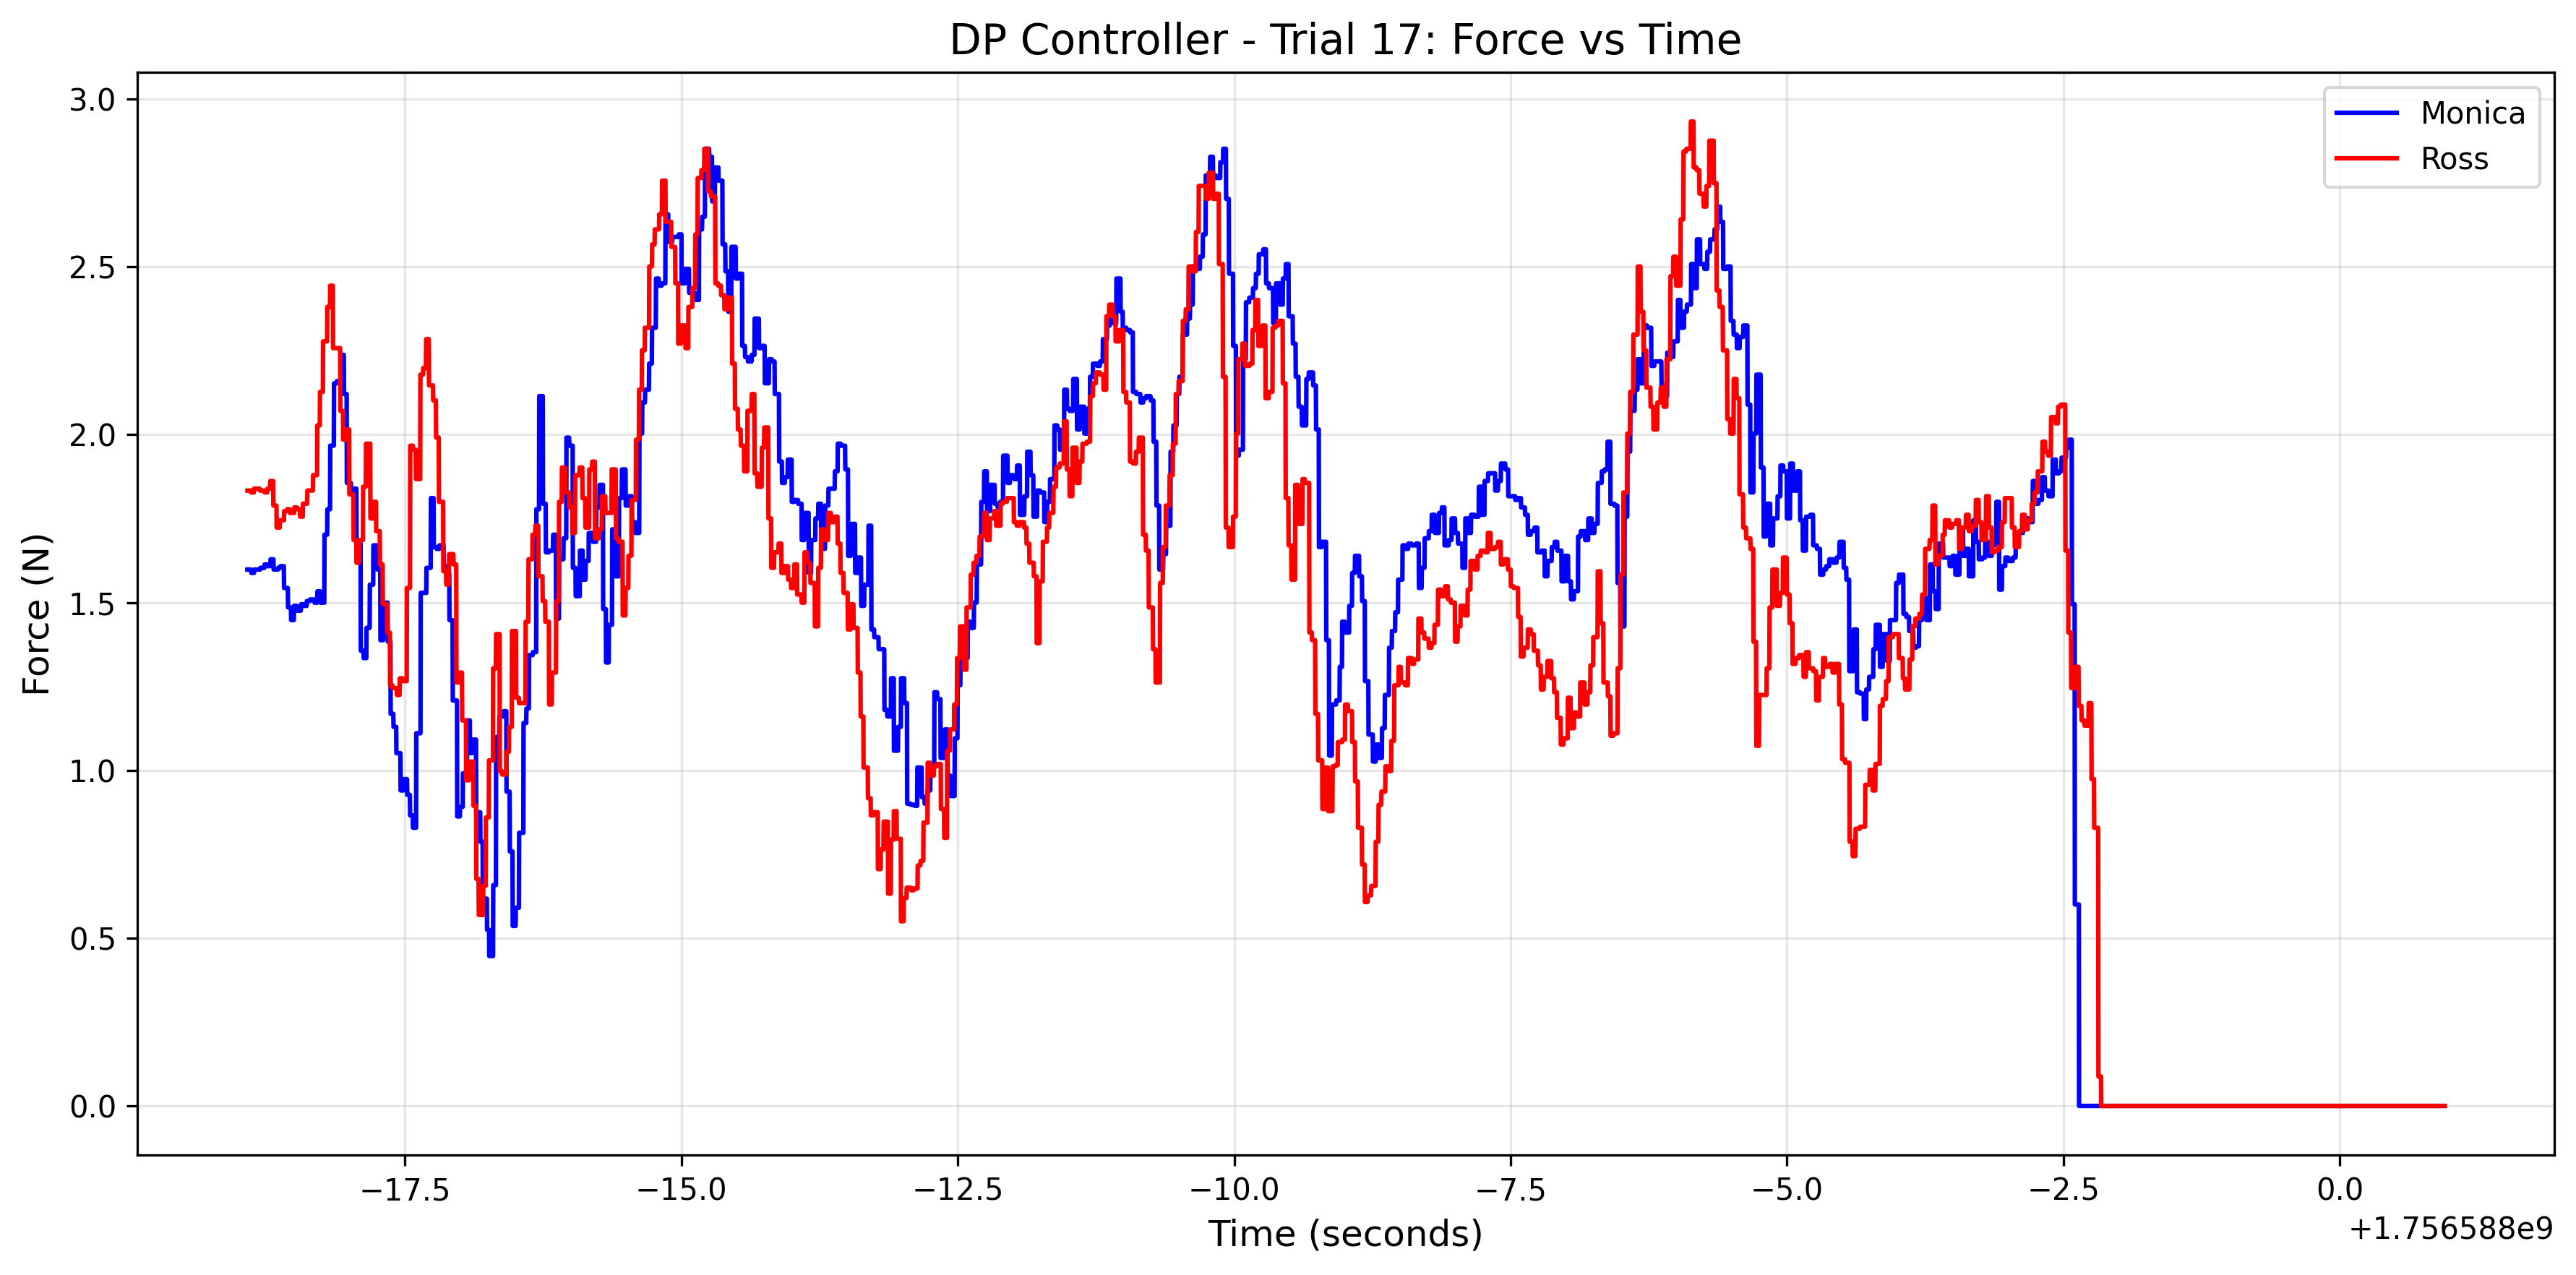 DP Controller - Trial 17: Force vs Time
Monica
Ross
Force (N)
3.0
2.5
2.0
1.5
1.0
0.5
0.0
−17.5 −15.0 −12.5 −10.0 −7.5 −5.0 −2.5 0.0
Time (seconds)
+1.756588e9